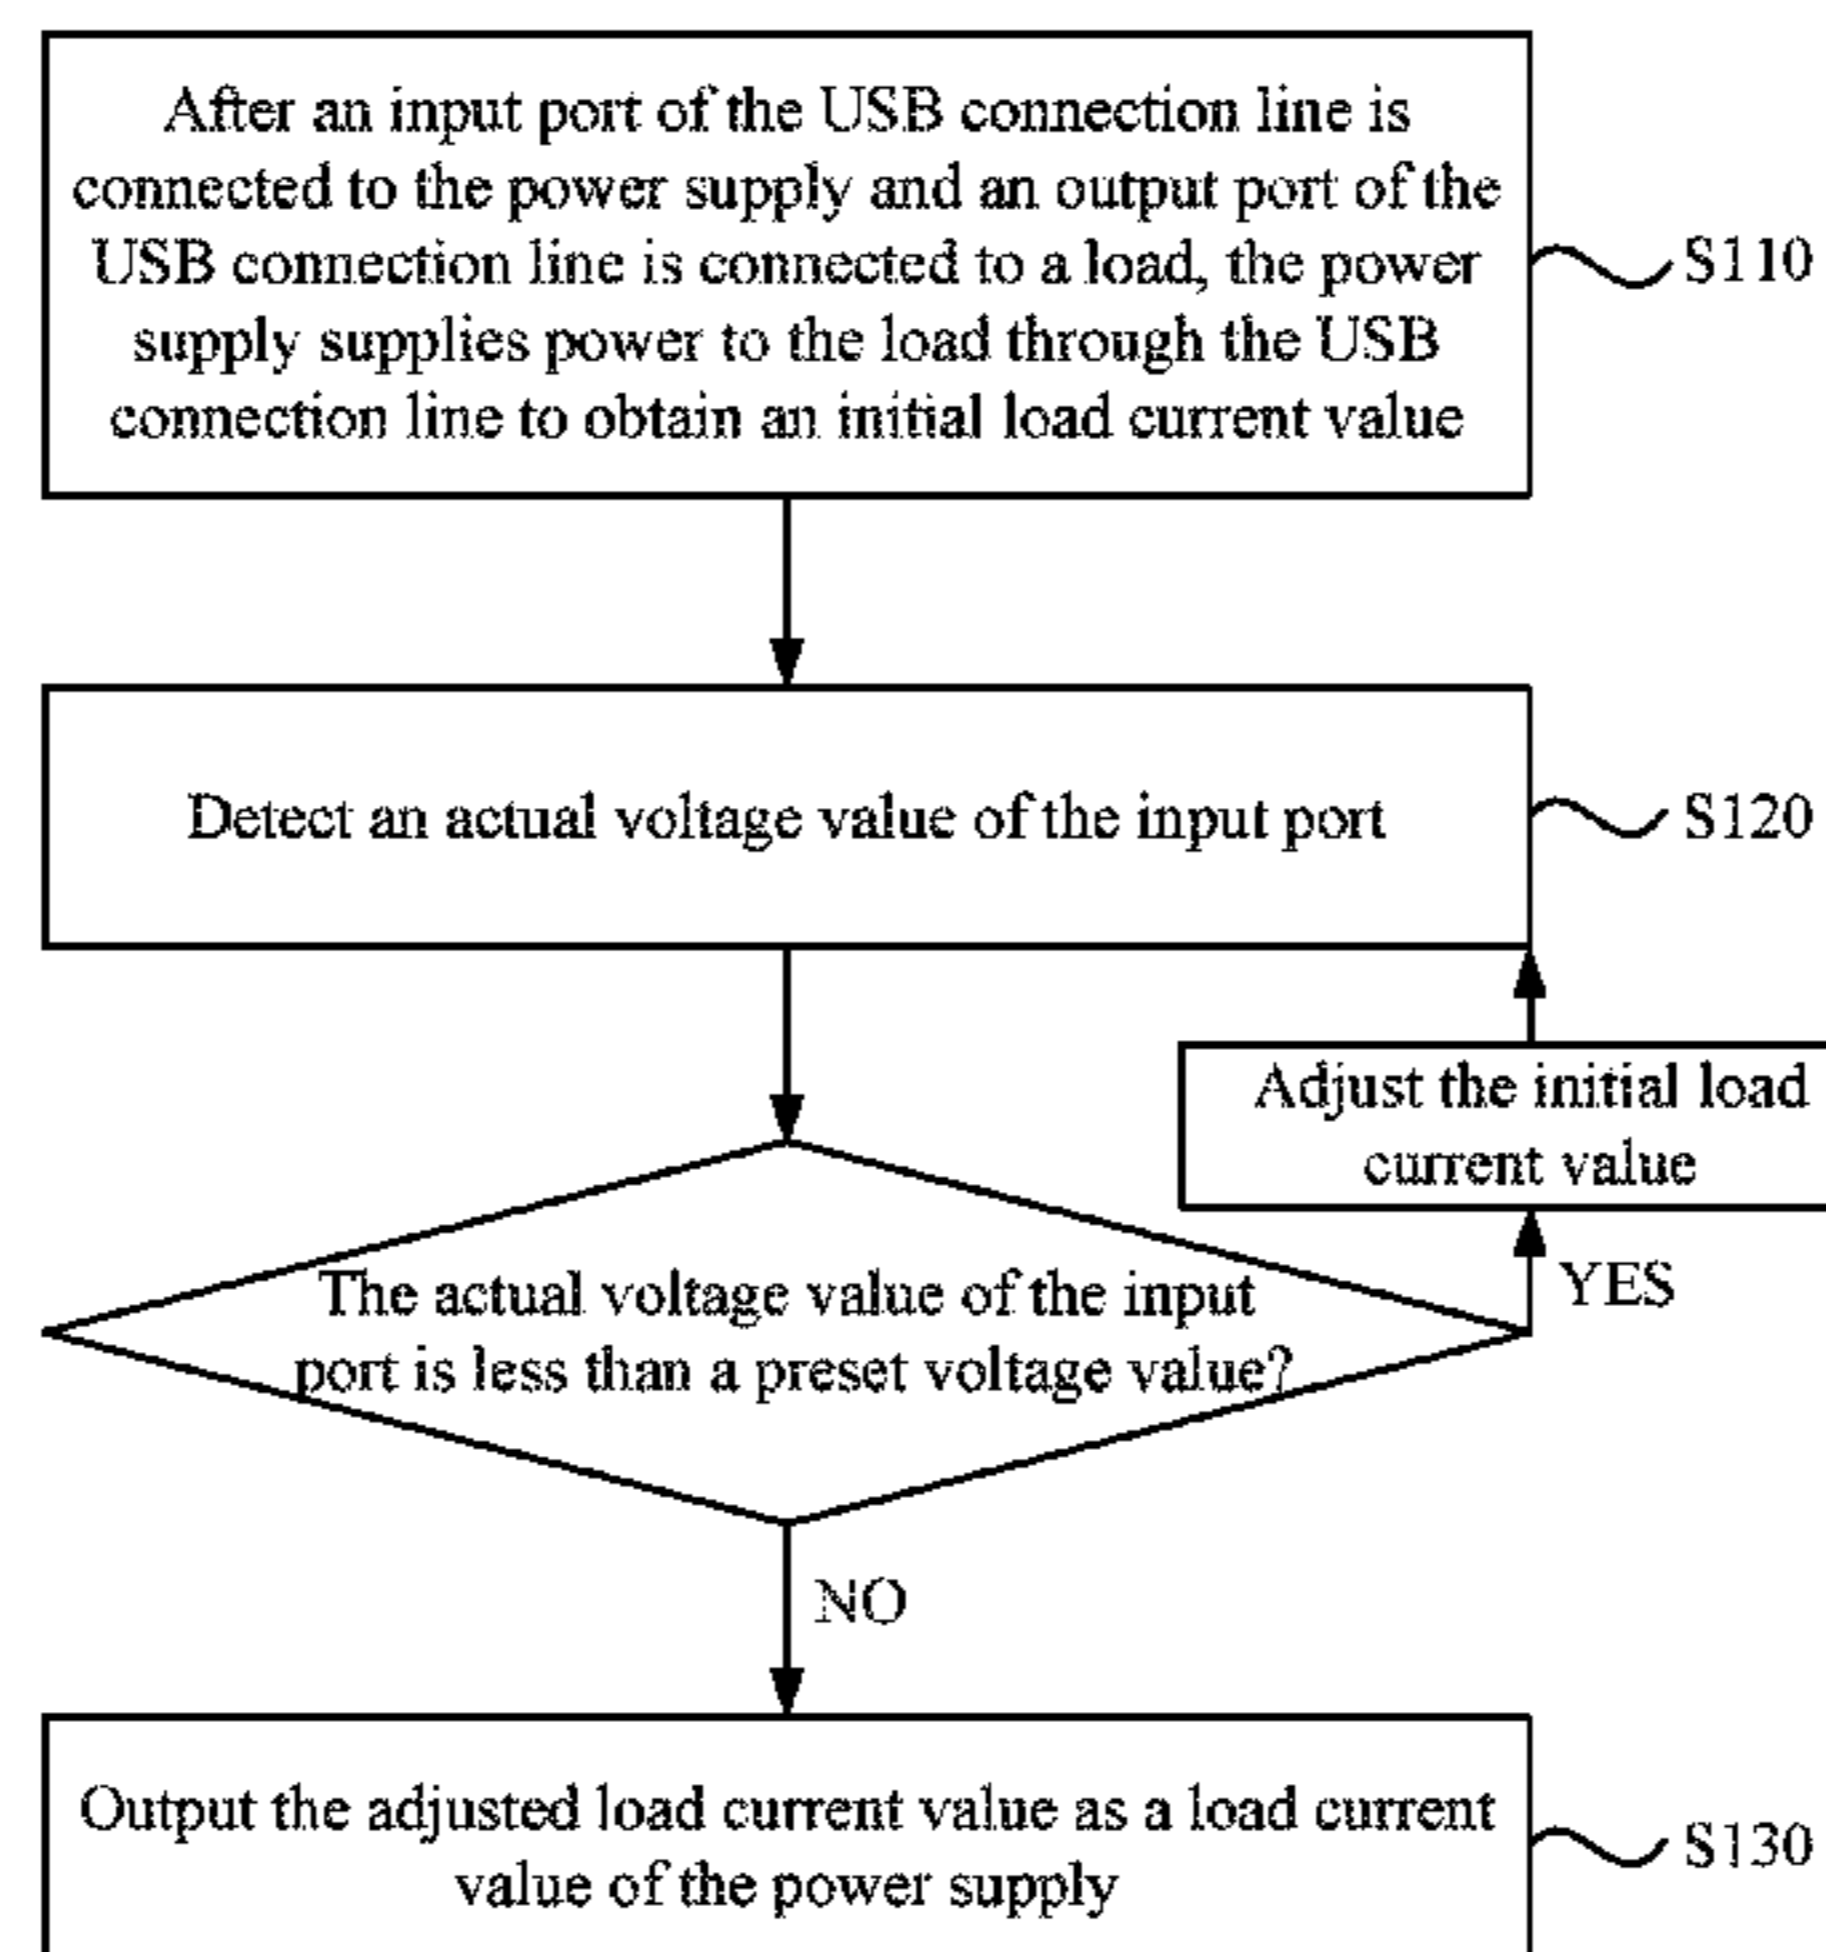 After an input port of the USB connection line is
connected to the power supply and an output port of the
USB connection line is connected to a load, the power
supply supplies power to the load through the USB
connection line to obtain an initial load current value
S110
Detect an actual voltage value of the input port
S120
Adjust the initial load
current value
YES
The actual voltage value of the input
port is less than a preset voltage value?
NO
Output the adjusted load current value as a load current
value of the power supply
S130